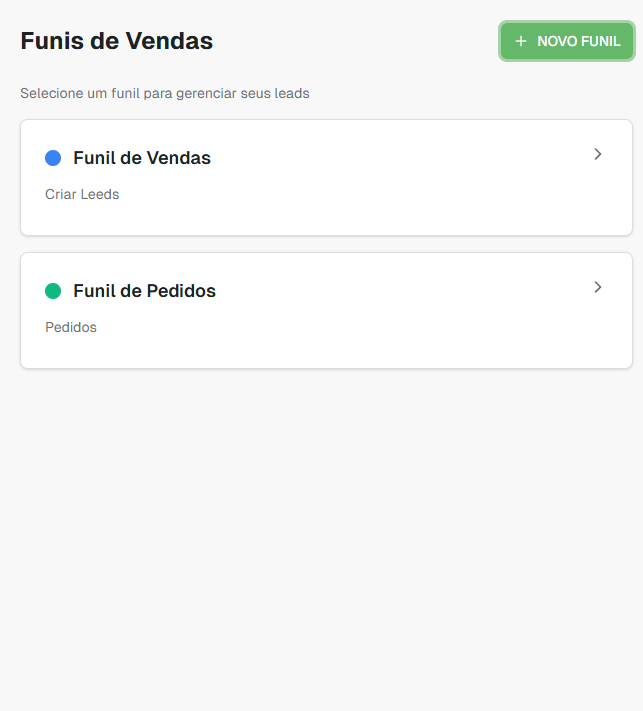 Funis de Vendas
+ NOVO FUNIL
Selecione um funil para gerenciar seus leads
Funil de Vendas
Criar Leeds
Funil de Pedidos
Pedidos